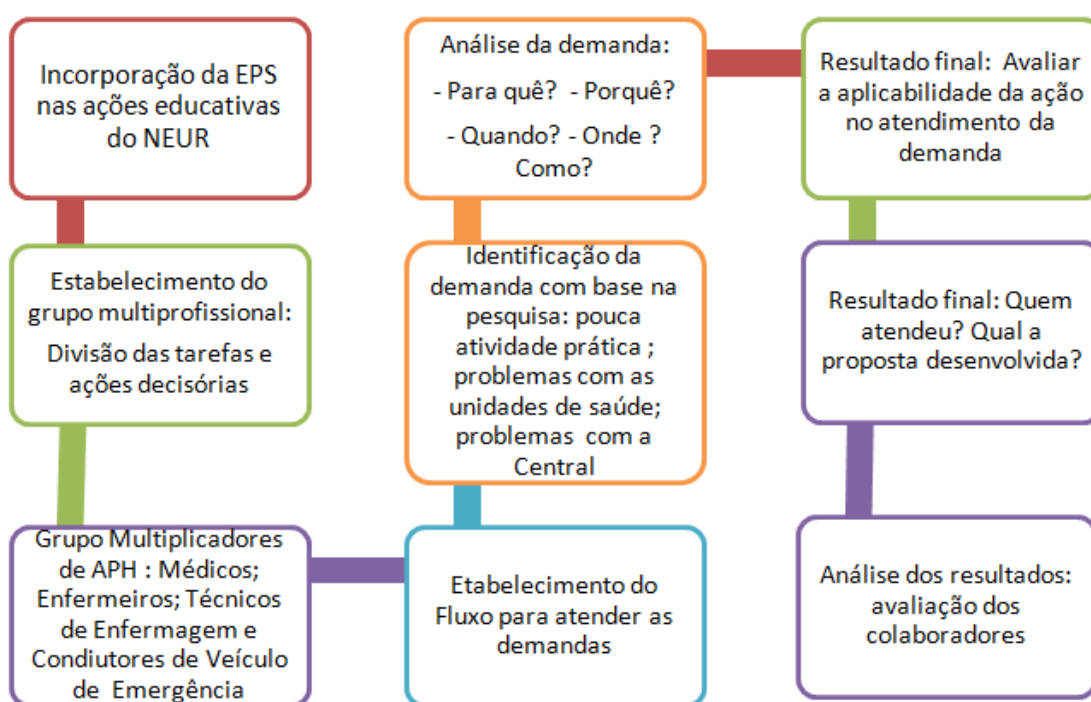 Incorporação da EPS
nas ações educativas
do NEUR
Estabelecimento do
grupo multiprofissional:
Divisão das tarefas e
ações decisórias
Grupo Multiplicadores
de APH : Médicos;
Enfermeiros; Técnicos
de Enfermagem e
Condiutores de Veículo
de Emergência
Etabelecimento do
Fluxo para atender as
demandas
Identificação da
demanda com base na
pesquisa: pouca
atividade prática ;
problemas com as
unidades de saúde;
problemas com a
Central
Análise da demanda:
- Para quê? - Porquê?
- Quando? - Onde ?
Como?
Resultado final: Avaliar
a aplicabilidade da ação
no atendimento da
demanda
Resultado final: Quem
atendeu? Qual a
proposta desenvolvida?
Análise dos resultados:
avaliação dos
colaboradores